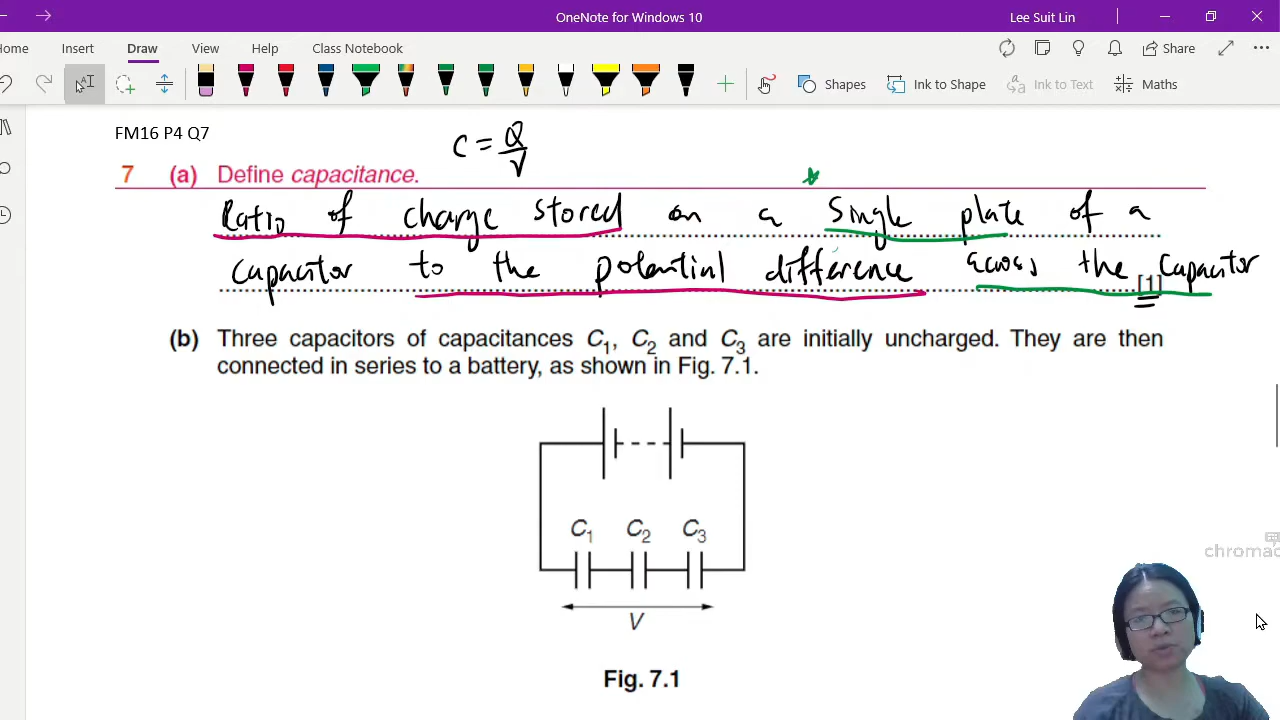 OneNote for Windows 10
Lee Suit Lin
Home Insert Draw View Help Class Notebook
Share
Shapes Ink to Shape Ink to Text Maths
FM16 P4 Q7
C = Q/V
7 (a) Define capacitance.
Ratio of charge stored on a single plate of a
capacitor to the potential difference across the capacitor
[1]
(b) Three capacitors of capacitances C1, C2 and C3 are initially uncharged. They are then
connected in series to a battery, as shown in Fig. 7.1.
C1 C2 C3
V
Fig. 7.1
chromac